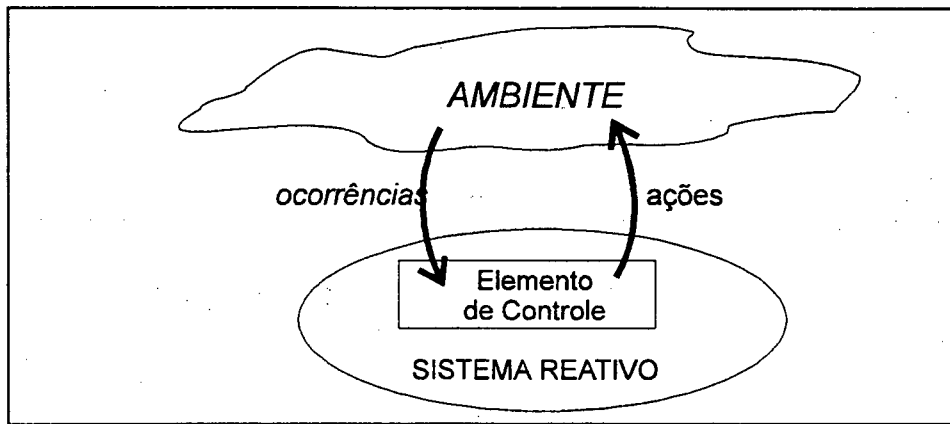 AMBIENTE
ocorrências
ações
Elemento
de Controle
SISTEMA REATIVO